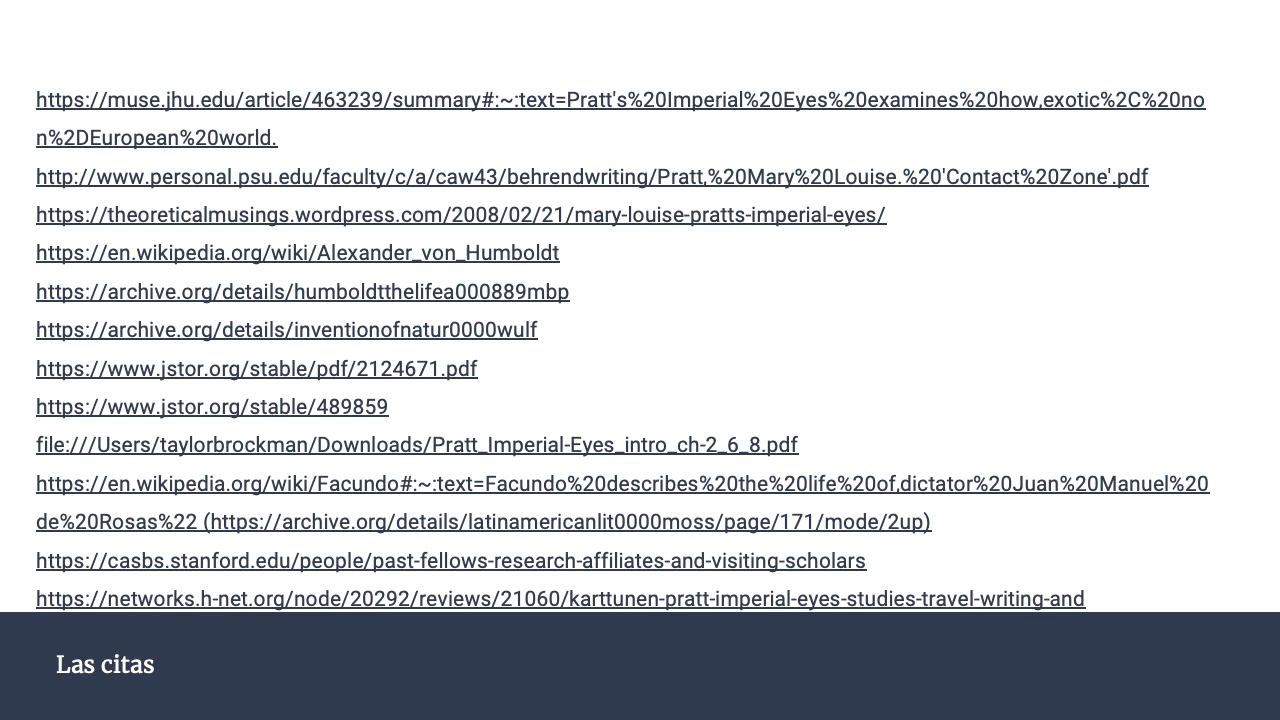 https://muse.jhu.edu/article/463239/summary#:~:text=Pratt's%20Imperial%20Eyes%20examines%20how,exotic%2C%20no
n%2DEuropean%20world.
http://www.personal.psu.edu/faculty/c/a/caw43/behrendwriting/Pratt,%20Mary%20Louise.%20'Contact%20Zone'.pdf
https://theoreticalmusings.wordpress.com/2008/02/21/mary-louise-pratts-imperial-eyes/
https://en.wikipedia.org/wiki/Alexander_von_Humboldt
https://archive.org/details/humboldtthelifea000889mbp
https://archive.org/details/inventionofnatur0000wulf
https://www.jstor.org/stable/pdf/2124671.pdf
https://www.jstor.org/stable/489859
file:///Users/taylorbrockman/Downloads/Pratt_Imperial-Eyes_intro_ch-2_6_8.pdf
https://en.wikipedia.org/wiki/Facundo#:~:text=Facundo%20describes%20the%20life%20of,dictator%20Juan%20Manuel%20
de%20Rosas%22 (https://archive.org/details/latinamericanlit0000moss/page/171/mode/2up)
https://casbs.stanford.edu/people/past-fellows-research-affiliates-and-visiting-scholars
https://networks.h-net.org/node/20292/reviews/21060/karttunen-pratt-imperial-eyes-studies-travel-writing-and
Las citas